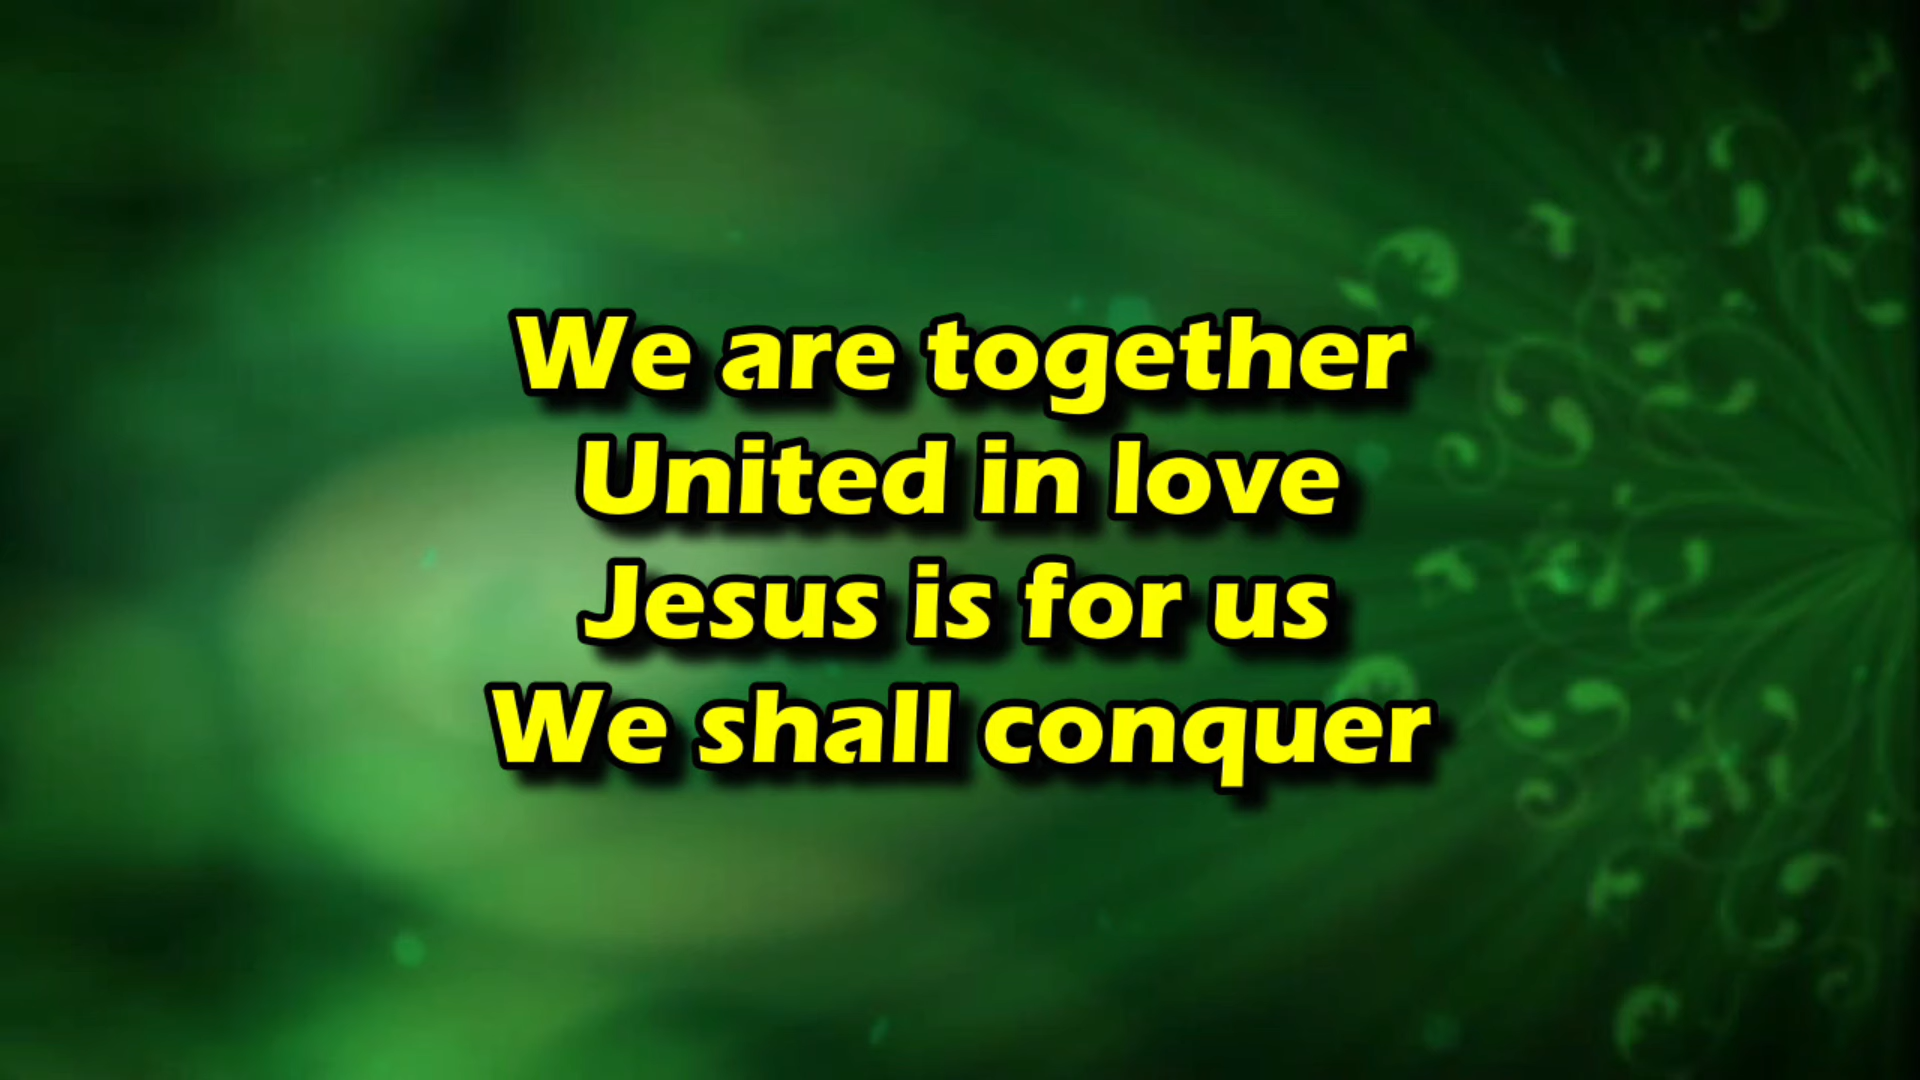 We are together
United in love
Jesus is for us
We shall conquer